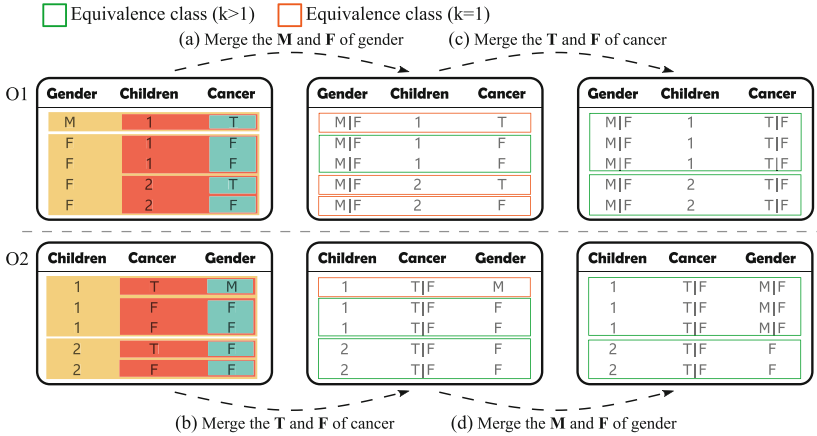 Equivalence class (k>1) Equivalence class (k=1)
(a) Merge the M and F of gender (c) Merge the T and F of cancer
O1
Gender Children Cancer
M 1 T
F 1 F
F 1 F
F 2 T
F 2 F
Gender Children Cancer
M|F 1 T
M|F 1 F
M|F 1 F
M|F 2 T
M|F 2 F
Gender Children Cancer
M|F 1 T|F
M|F 1 T|F
M|F 1 T|F
M|F 2 T|F
M|F 2 T|F
O2
Children Cancer Gender
1 T M
1 F F
1 F F
2 T F
2 F F
Children Cancer Gender
1 T|F M
1 T|F F
1 T|F F
2 T|F F
2 T|F F
Children Cancer Gender
1 T|F M|F
1 T|F M|F
1 T|F M|F
2 T|F F
2 T|F F
(b) Merge the T and F of cancer (d) Merge the M and F of gender